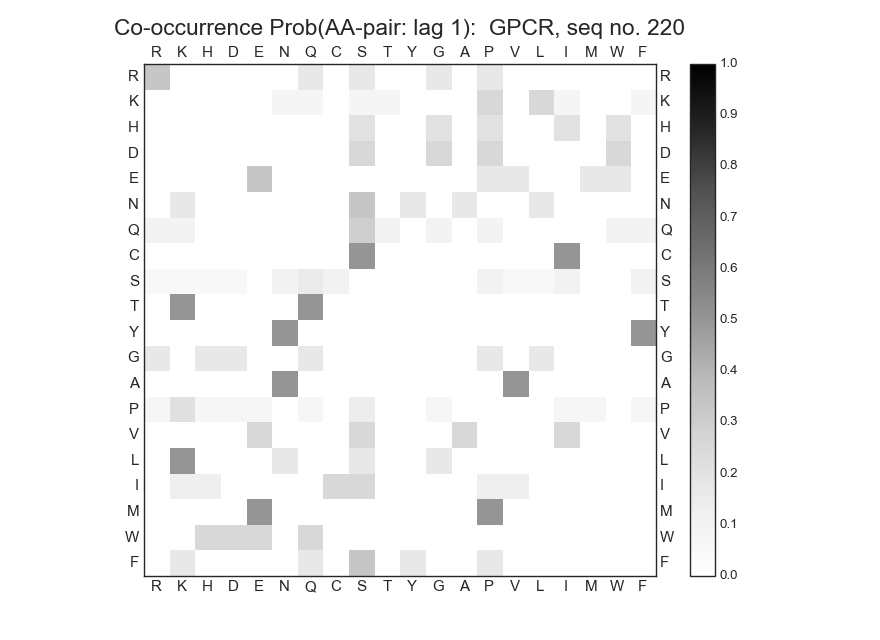 Co-occurrence Prob(AA-pair: lag 1):  GPCR, seq no. 220
R K H D E N Q C S T Y G A P V L I M W F
R R
K K
H H
D D
E E
N N
Q Q
C C
S S
T T
Y Y
G G
A A
P P
V V
L L
I I
M M
W W
F F
R K H D E N Q C S T Y G A P V L I M W F
1.0
0.9
0.8
0.7
0.6
0.5
0.4
0.3
0.2
0.1
0.0